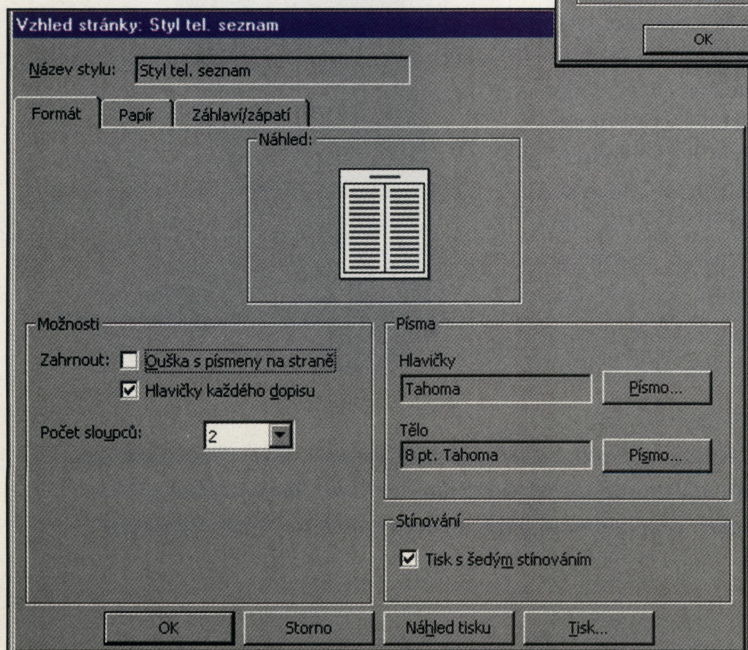 OK
Vzhled stránky: Styl tel. seznam
Název stylu: Styl tel. seznam
Formát Papír Záhlaví/zápatí
Náhled:
Možnosti
Zahrnout: Ouška s písmeny na straně
Hlavičky každého dopisu
Počet sloupců: 2
Písma
Hlavičky
Tahoma Písmo...
Tělo
8 pt. Tahoma Písmo...
Stínování
Tisk s šedým stínováním
OK Storno Náhled tisku Tisk...